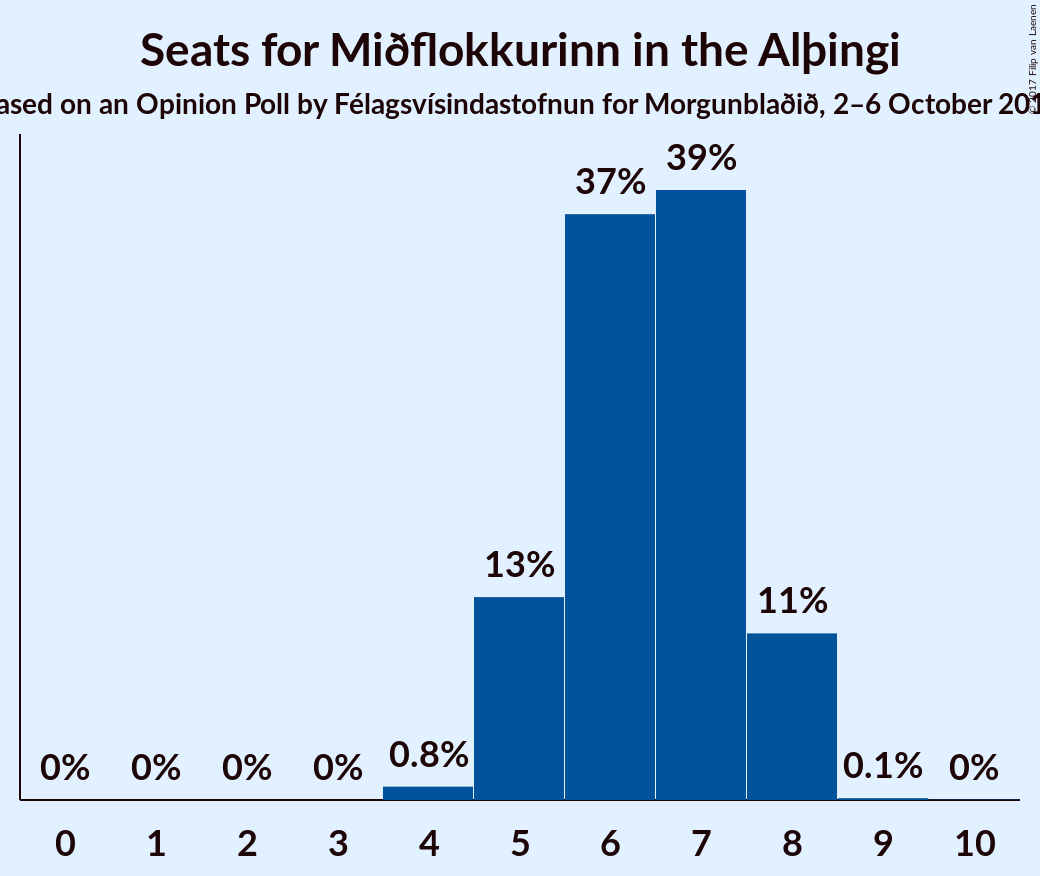 Seats for Miðflokkurinn in the Alþingi
ased on an Opinion Poll by Félagsvísindastofnun for Morgunblaðið, 2–6 October 201
© 2017 Filip van Laenen
39%
37%
13%
11%
0% 0% 0% 0% 0.8% 0.1% 0%
0 1 2 3 4 5 6 7 8 9 10